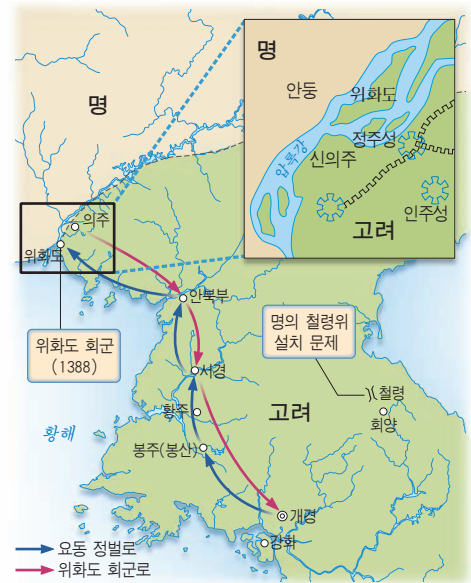 명
명
안둥
위화도
정주성
압록강
신의주
인주성
고려
의주
위화도
안북부
위화도 회군
(1388)
명의 철령위
설치 문제
서경
철령
황주
고려
회양
황해
봉주(봉산)
개경
강화
요동 정벌로
위화도 회군로